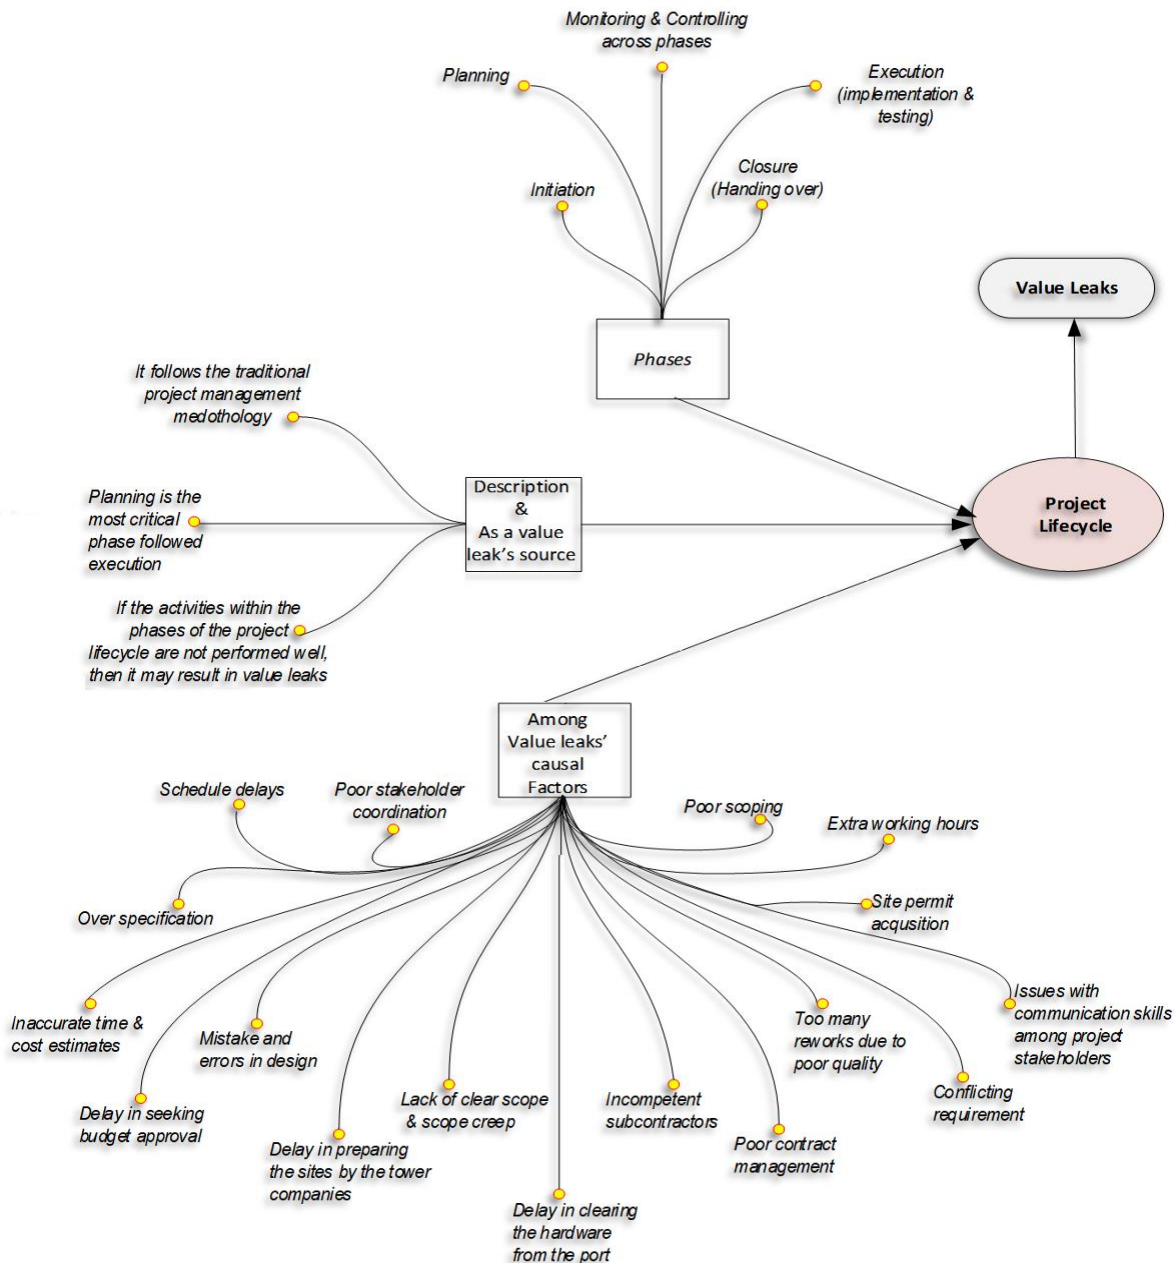 Monitoring & Controlling
across phases
Planning
Execution
(implementation &
testing)
Initiation
Closure
(Handing over)
Value Leaks
Phases
It follows the traditional
project management
medothology
Description
&
As a value
leak's source
Planning is the
most critical
phase followed
execution
Project
Lifecycle
If the activities within the
phases of the project
lifecycle are not performed well,
then it may result in value leaks
Among
Value leaks'
causal
Factors
Schedule delays
Poor stakeholder
coordination
Poor scoping
Extra working hours
Over specification
Site permit
acqusition
Inaccurate time &
cost estimates
Mistake and
errors in design
Too many
reworks due to
poor quality
Issues with
communication skills
among project
stakeholders
Delay in seeking
budget approval
Lack of clear scope
& scope creep
Incompetent
subcontractors
Conflicting
requirement
Delay in preparing
the sites by the tower
companies
Poor contract
management
Delay in clearing
the hardware
from the port